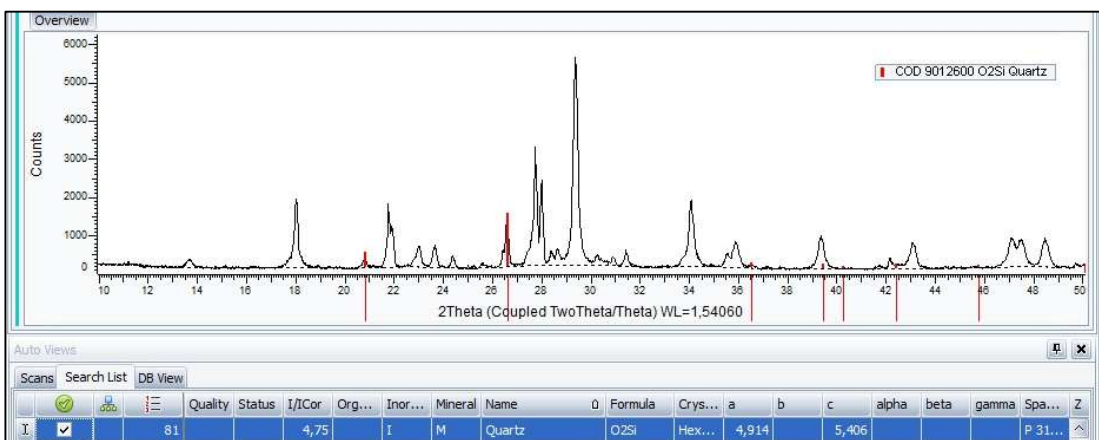 Overview
6000
5000
4000
3000
2000
1000
0
Counts
COD 9012600 O2Si Quartz
10 12 14 16 18 20 22 24 26 28 30 32 34 36 38 40 42 44 46 48 50
2Theta (Coupled TwoTheta/Theta) WL=1,54060
Auto Views
Scans Search List DB View
Quality Status I/ICor Org... Inor... Mineral Name Formula Crys... a b c alpha beta gamma Spa... Z
81 4,75 I M Quartz O2Si Hex... 4,914 5,406 P 31...